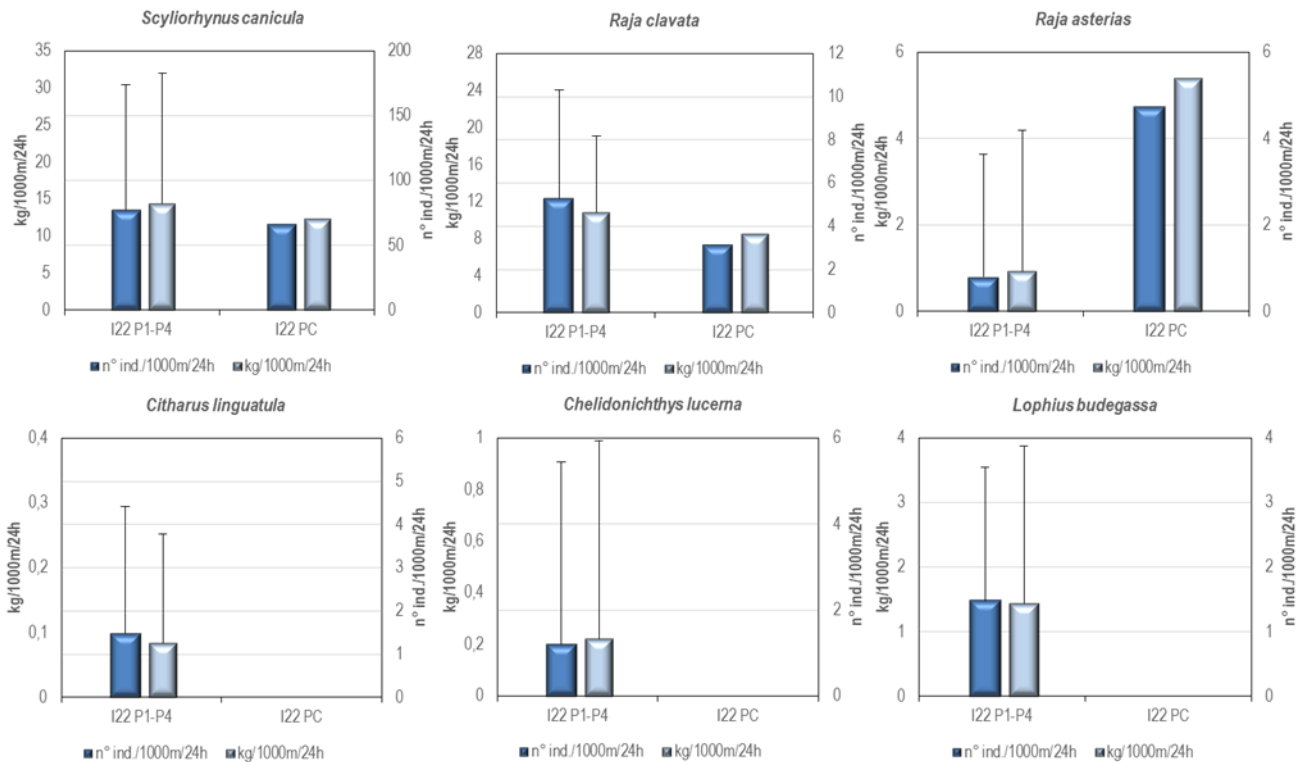 Scyliorhynus canicula
35
30
25
20
15
10
5
0
kg/1000m/24h
200
150
100
50
0
n° ind./1000m/24h
I22 P1-P4
I22 PC
n° ind./1000m/24h
kg/1000m/24h
Raja clavata
28
24
20
16
12
8
4
0
kg/1000m/24h
12
10
8
6
4
2
0
n° ind./1000m/24h
I22 P1-P4
I22 PC
n° ind./1000m/24h
kg/1000m/24h
Raja asterias
6
4
2
0
kg/1000m/24h
6
4
2
0
n° ind./1000m/24h
I22 P1-P4
I22 PC
n° ind./1000m/24h
kg/1000m/24h
Citharus linguatula
0,4
0,3
0,2
0,1
0
kg/1000m/24h
6
5
4
3
2
1
0
n° ind./1000m/24h
I22 P1-P4
I22 PC
n° ind./1000m/24h
kg/1000m/24h
Chelidonichthys lucerna
1
0,8
0,6
0,4
0,2
0
kg/1000m/24h
6
4
2
0
n° ind./1000m/24h
I22 P1-P4
I22 PC
n° ind./1000m/24h
kg/1000m/24h
Lophius budegassa
4
3
2
1
0
kg/1000m/24h
4
3
2
1
0
n° ind./1000m/24h
I22 P1-P4
I22 PC
n° ind./1000m/24h
kg/1000m/24h